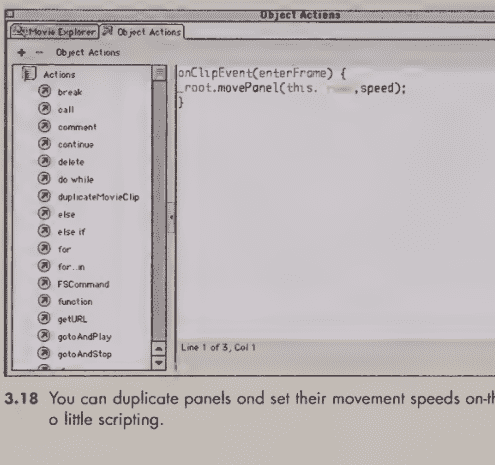 Object Actions
Movie Explorer Object Actions
+ - Object Actions
Actions
break
call
comment
continue
delete
do while
duplicateMovieClip
else
else if
for
for..in
FSCommand
function
getURL
gotoAndPlay
gotoAndStop
onClipEvent(enterFrame) {
_root.movePanel(this. ,speed);
}
Line 1 of 3, Col 1
3.18 You can duplicate panels ond set their movement speeds on-th
o little scripting.